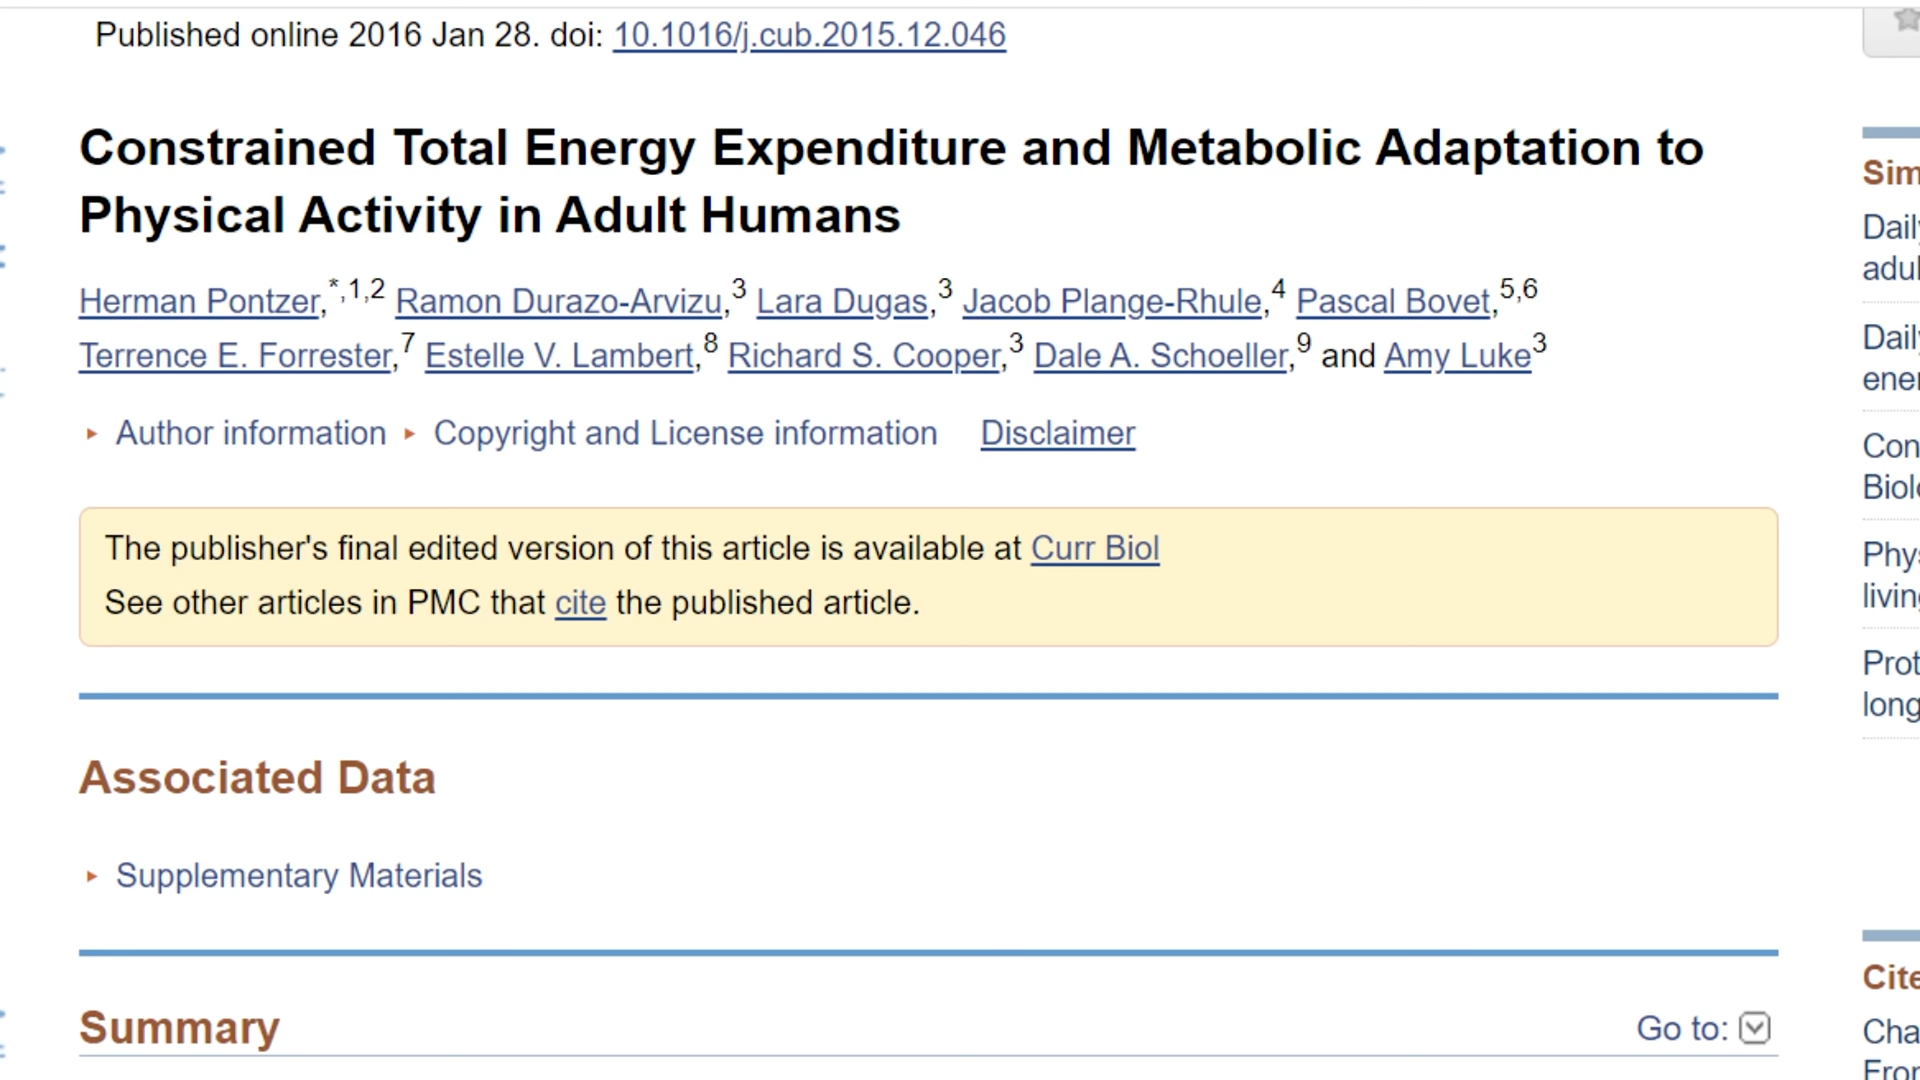 Published online 2016 Jan 28. doi: 10.1016/j.cub.2015.12.046
Constrained Total Energy Expenditure and Metabolic Adaptation to
Physical Activity in Adult Humans
Herman Pontzer,*,1,2 Ramon Durazo-Arvizu,3 Lara Dugas,3 Jacob Plange-Rhule,4 Pascal Bovet,5,6
Terrence E. Forrester,7 Estelle V. Lambert,8 Richard S. Cooper,3 Dale A. Schoeller,9 and Amy Luke3
Author information Copyright and License information Disclaimer
The publisher's final edited version of this article is available at Curr Biol
See other articles in PMC that cite the published article.
Associated Data
Supplementary Materials
Summary
Go to: